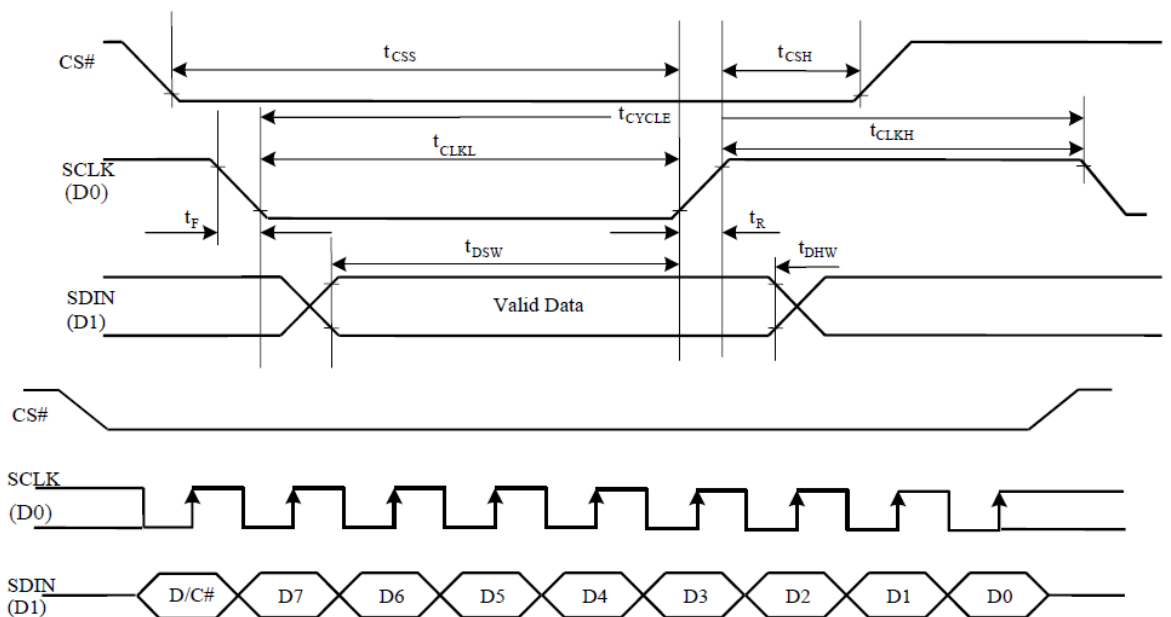 CS#
tCSS
tCSH
tCYCLE
tCLKL
tCLKH
SCLK
(D0)
tF
tR
tDSW
tDHW
SDIN
(D1)
Valid Data
CS#
SCLK
(D0)
SDIN
(D1)
D/C# D7 D6 D5 D4 D3 D2 D1 D0